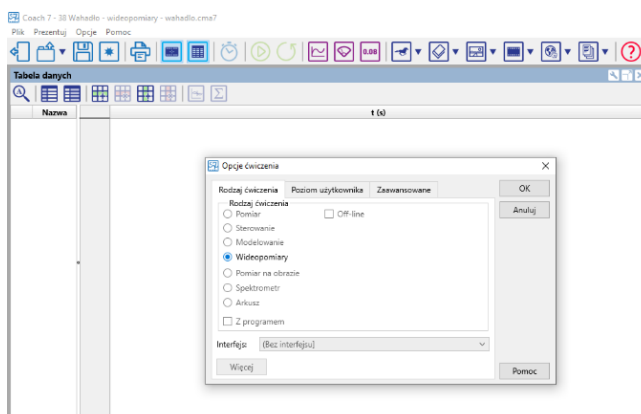 Coach 7 - 38 Wahadło - wideopomiary - wahadlo.cma7
Plik Prezentuj Opcje Pomoc
0.08
Tabela danych
Nazwa t (s)
Opcje ćwiczenia
Rodzaj ćwiczenia Poziom użytkownika Zaawansowane OK
Rodzaj ćwiczenia
Pomiar Off-line Anuluj
Sterowanie
Modelowanie
Wideopomiary
Pomiar na obrazie
Spektrometr
Arkusz
Z programem
Interfejs: (Bez interfejsu)
Więcej Pomoc